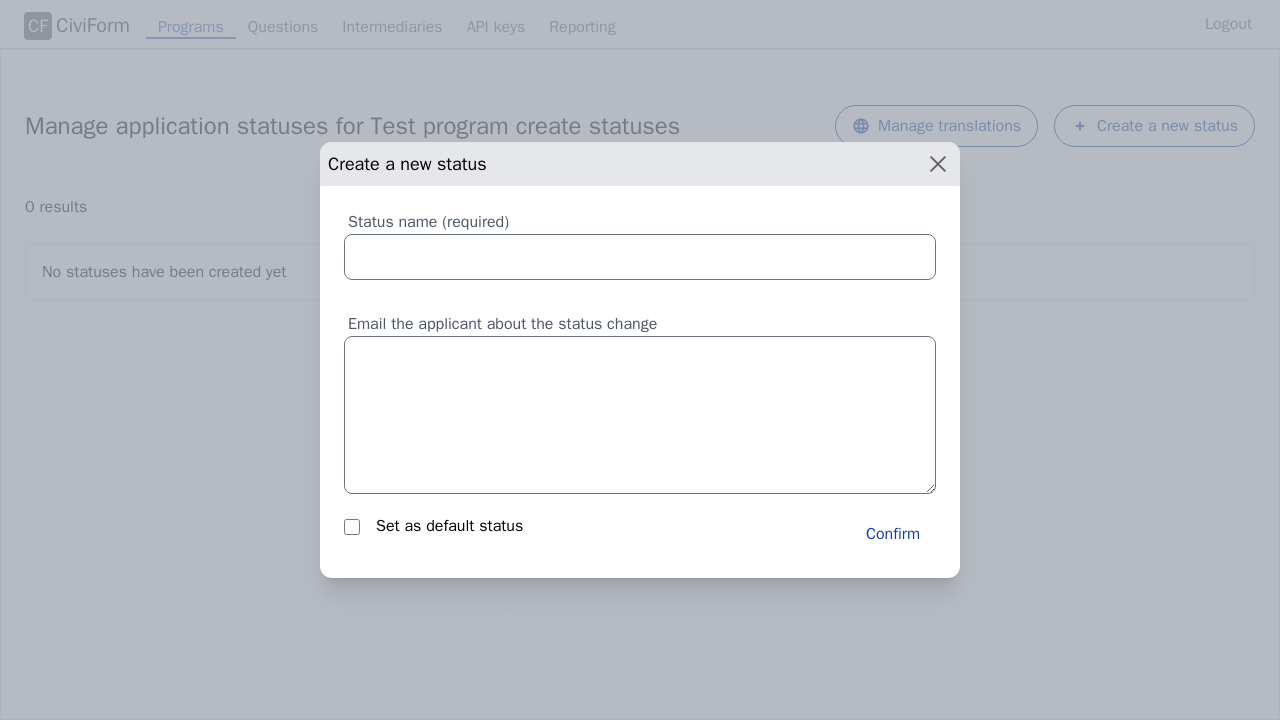 CF CiviForm Programs Questions Intermediaries API keys Reporting Logout
Manage application statuses for Test program create statuses
Manage translations
+ Create a new status
Create a new status
0 results
Status name (required)
No statuses have been created yet
Email the applicant about the status change
Set as default status
Confirm